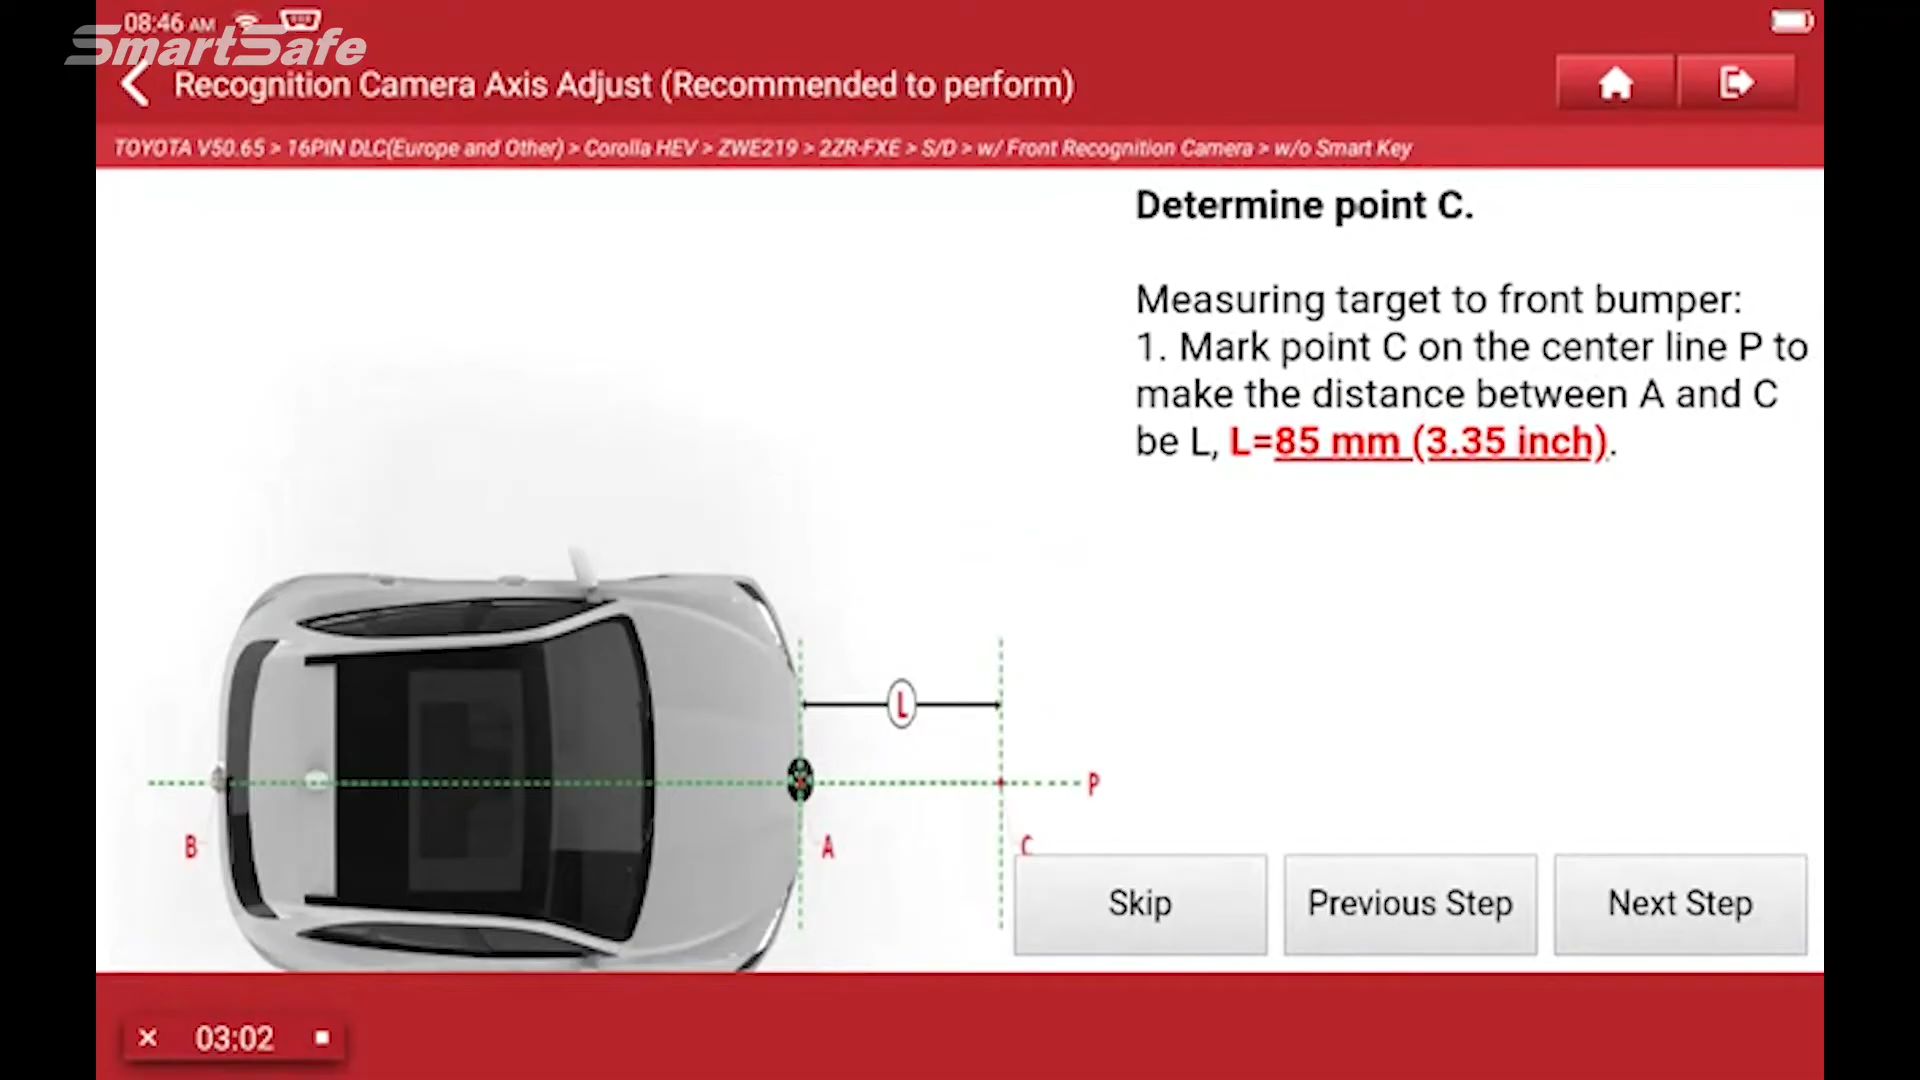 08:46 AM
SmartSafe
Recognition Camera Axis Adjust (Recommended to perform)
TOYOTA V50.65 > 16PIN DLC(Europe and Other) > Corolla HEV > ZWE219 > 2ZR-FXE > S/D > w/ Front Recognition Camera > w/o Smart Key
Determine point C.
Measuring target to front bumper:
1. Mark point C on the center line P to
make the distance between A and C
be L, L=85 mm (3.35 inch).
L
P
B
A
C
Skip
Previous Step
Next Step
03:02